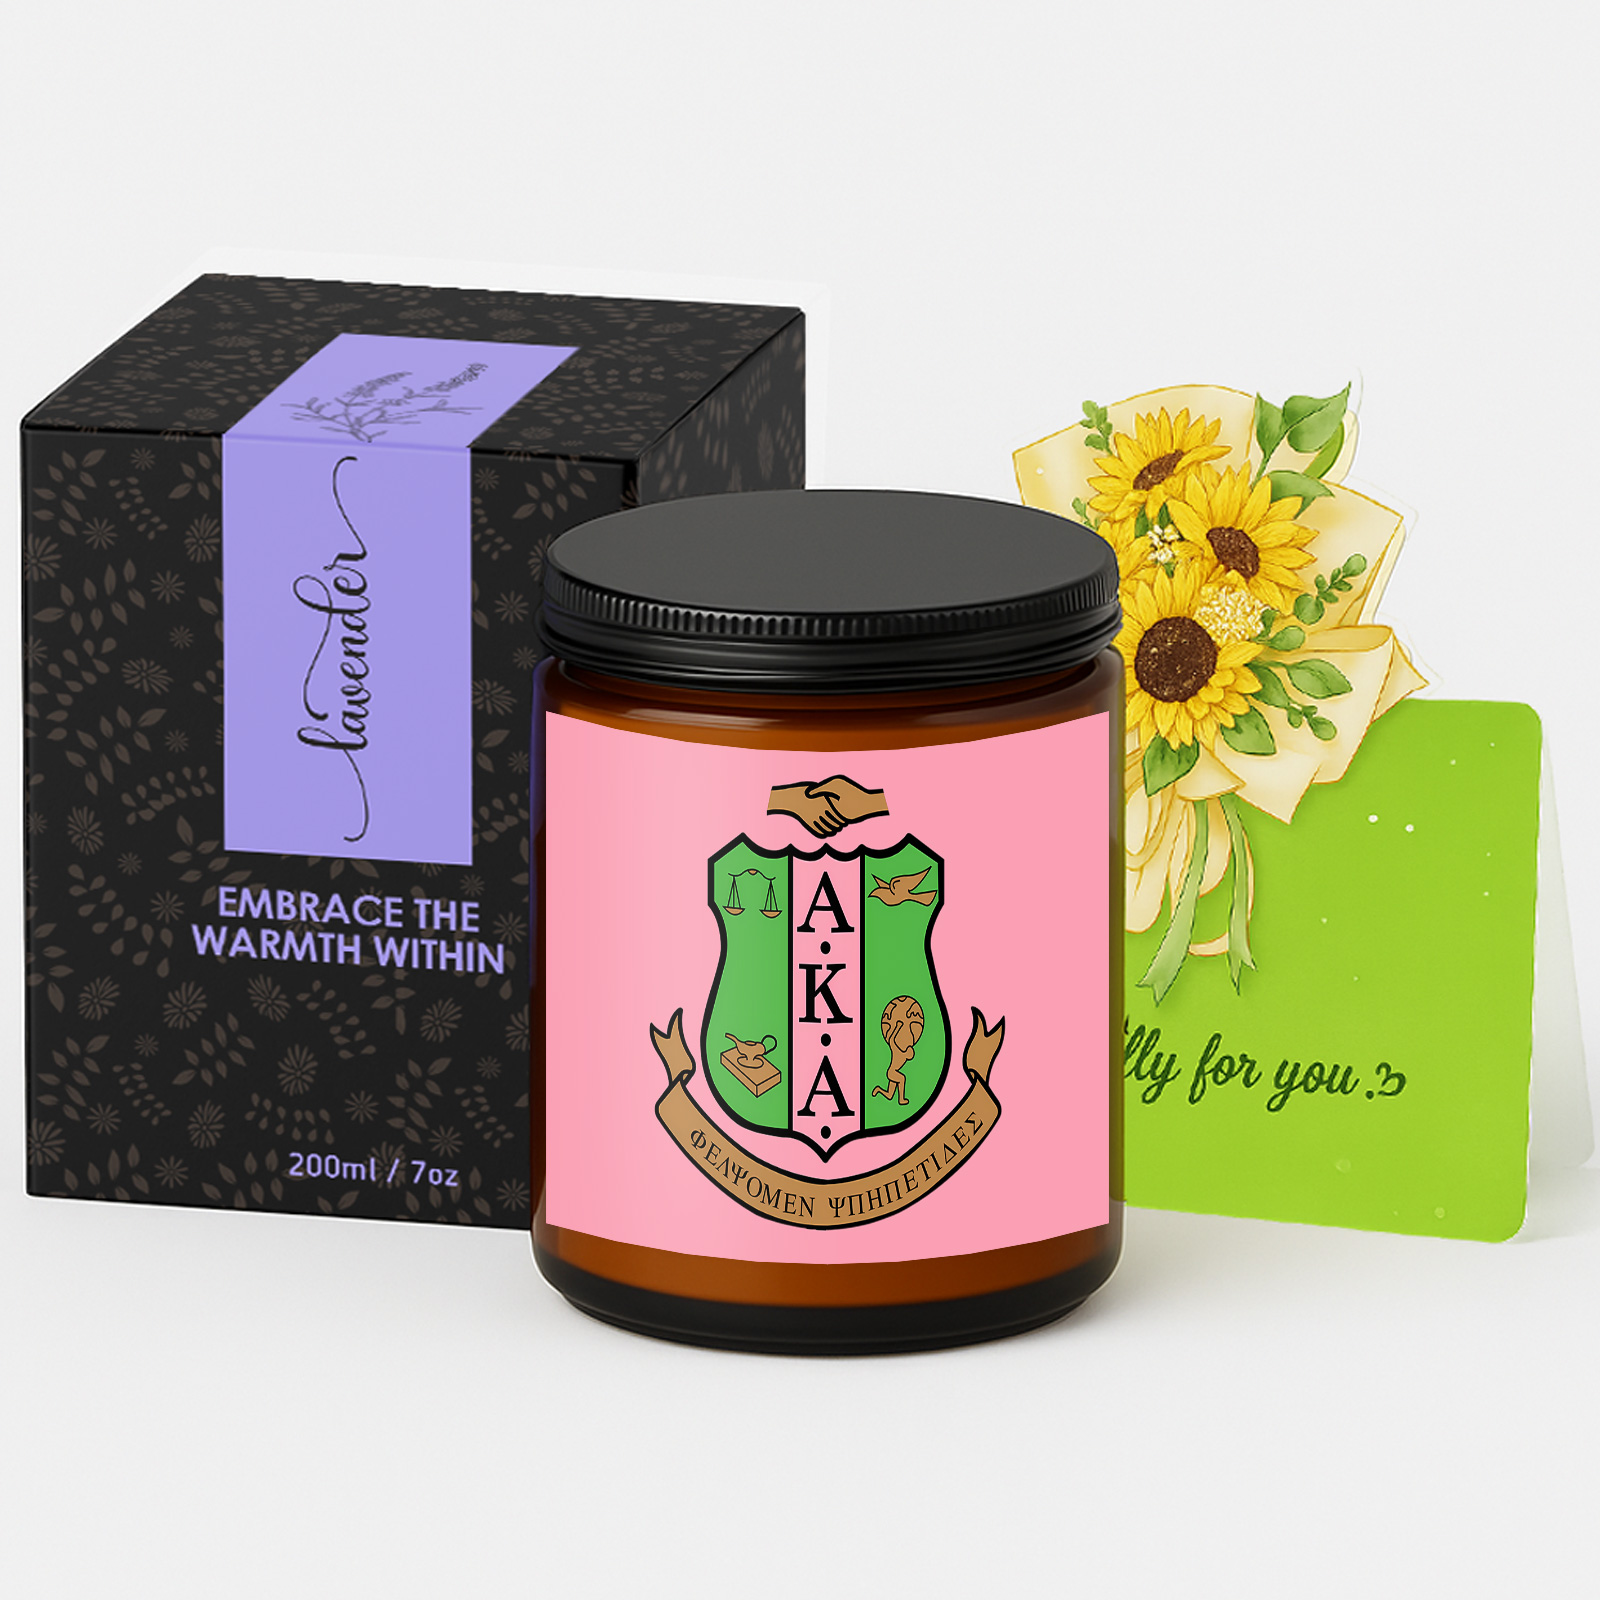 lavender
EMBRACE THE
WARMTH WITHIN
200ml / 7oz
Α
Κ
Α
ΦΕΛΨΟΜΕΝ ΨΠΗΠΕΤΙΔΕΣ
for you